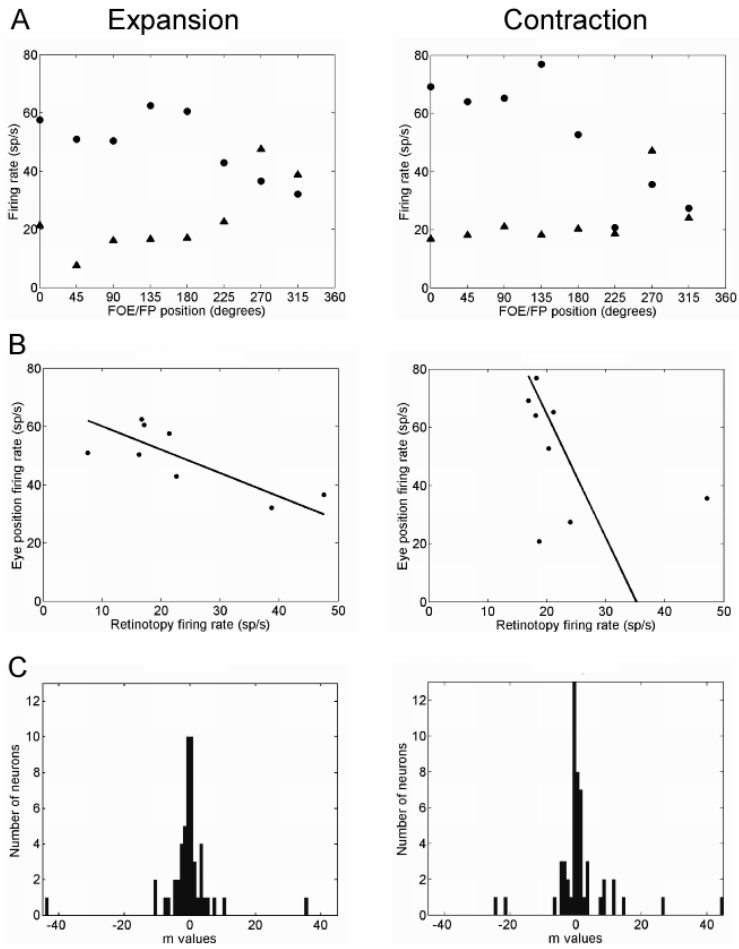 A Expansion Contraction
80 80
60 60
40 40
20 20
0 0
Firing rate (sp/s) Firing rate (sp/s)
0 45 90 135 180 225 270 315 360 0 45 90 135 180 225 270 315 360
FOE/FP position (degrees) FOE/FP position (degrees)
B
80 80
60 60
40 40
20 20
0 0
Eye position firing rate (sp/s) Eye position firing rate (sp/s)
0 10 20 30 40 50 0 10 20 30 40 50
Retinotopy firing rate (sp/s) Retinotopy firing rate (sp/s)
C
12 12
10 10
8 8
6 6
4 4
2 2
0 0
Number of neurons Number of neurons
-40 -20 0 20 40 -40 -20 0 20 40
m values m values